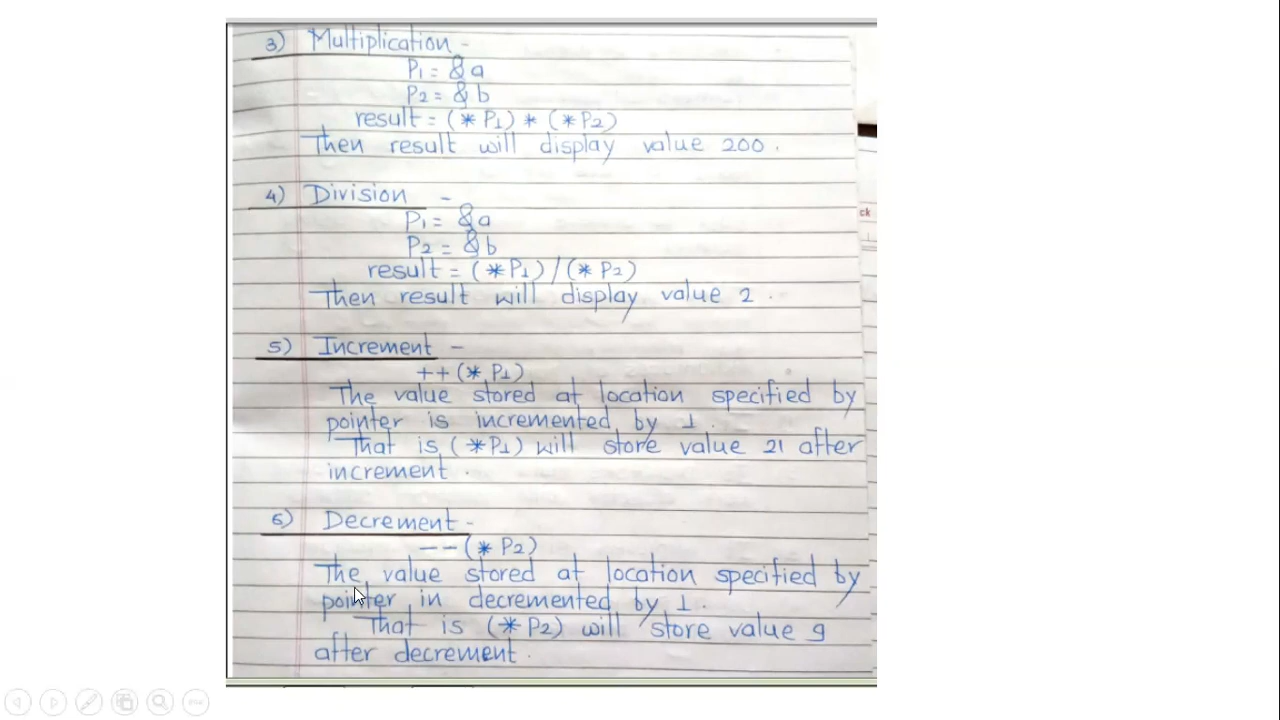 3) Multiplication -
P1 = & a
P2 = & b
result = (* P1) * (* P2)
Then result will display value 200 .
4) Division -
P1 = & a
P2 = & b
result = (* P1) / (* P2)
Then result will display value 2 .
ck
5) Increment -
++ (* P1)
The value stored at location specified by
pointer is incremented by 1 .
That is (* P1) will store value 21 after
increment .
6) Decrement -
-- (* P2)
The value stored at location specified by
pointer in decremented by 1 .
That is (* P2) will store value 9
after decrement .